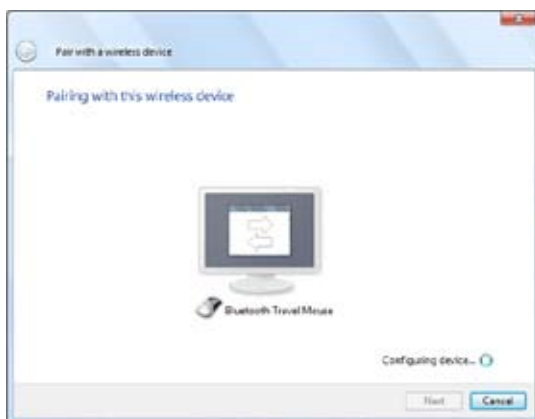 Pair with a wireless device
Pairing with this wireless device
Bluetooth Travel Mouse
Configuring device...
Next
Cancel